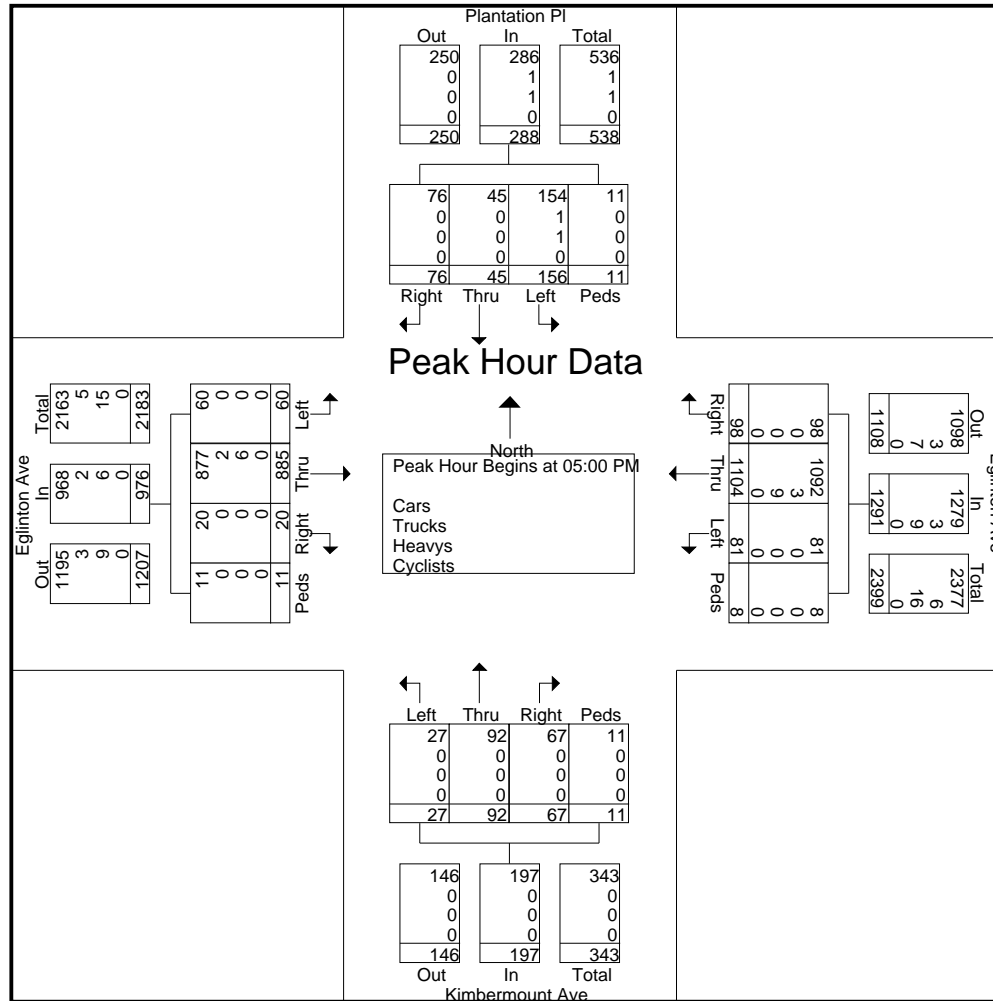 Plantation Pl
Out In Total
250 286 536
0 1 1
0 1 1
0 0 0
250 288 538
76 45 154 11
0 0 1 0
0 0 1 0
0 0 0 0
76 45 156 11
Right Thru Left Peds
Peak Hour Data
Eglinton Ave
Total In Out
2163 968 1195
5 2 3
15 6 9
0 0 0
2183 976 1207
60 877 20 11
0 2 0 0
0 6 0 0
0 0 0 0
60 885 20 11
Left Thru Right Peds
North
Peak Hour Begins at 05:00 PM
Cars
Trucks
Heavys
Cyclists
Right Thru Left Peds
98 1104 81 8
0 0 0 0
0 9 0 0
0 3 0 0
98 1092 81 8
Out In Total
1098 1279 2377
3 3 6
7 9 16
0 0 0
1108 1291 2399
Left Thru Right Peds
27 92 67 11
0 0 0 0
0 0 0 0
0 0 0 0
27 92 67 11
146 197 343
0 0 0
0 0 0
0 0 0
146 197 343
Out In Total
Kimbermount Ave